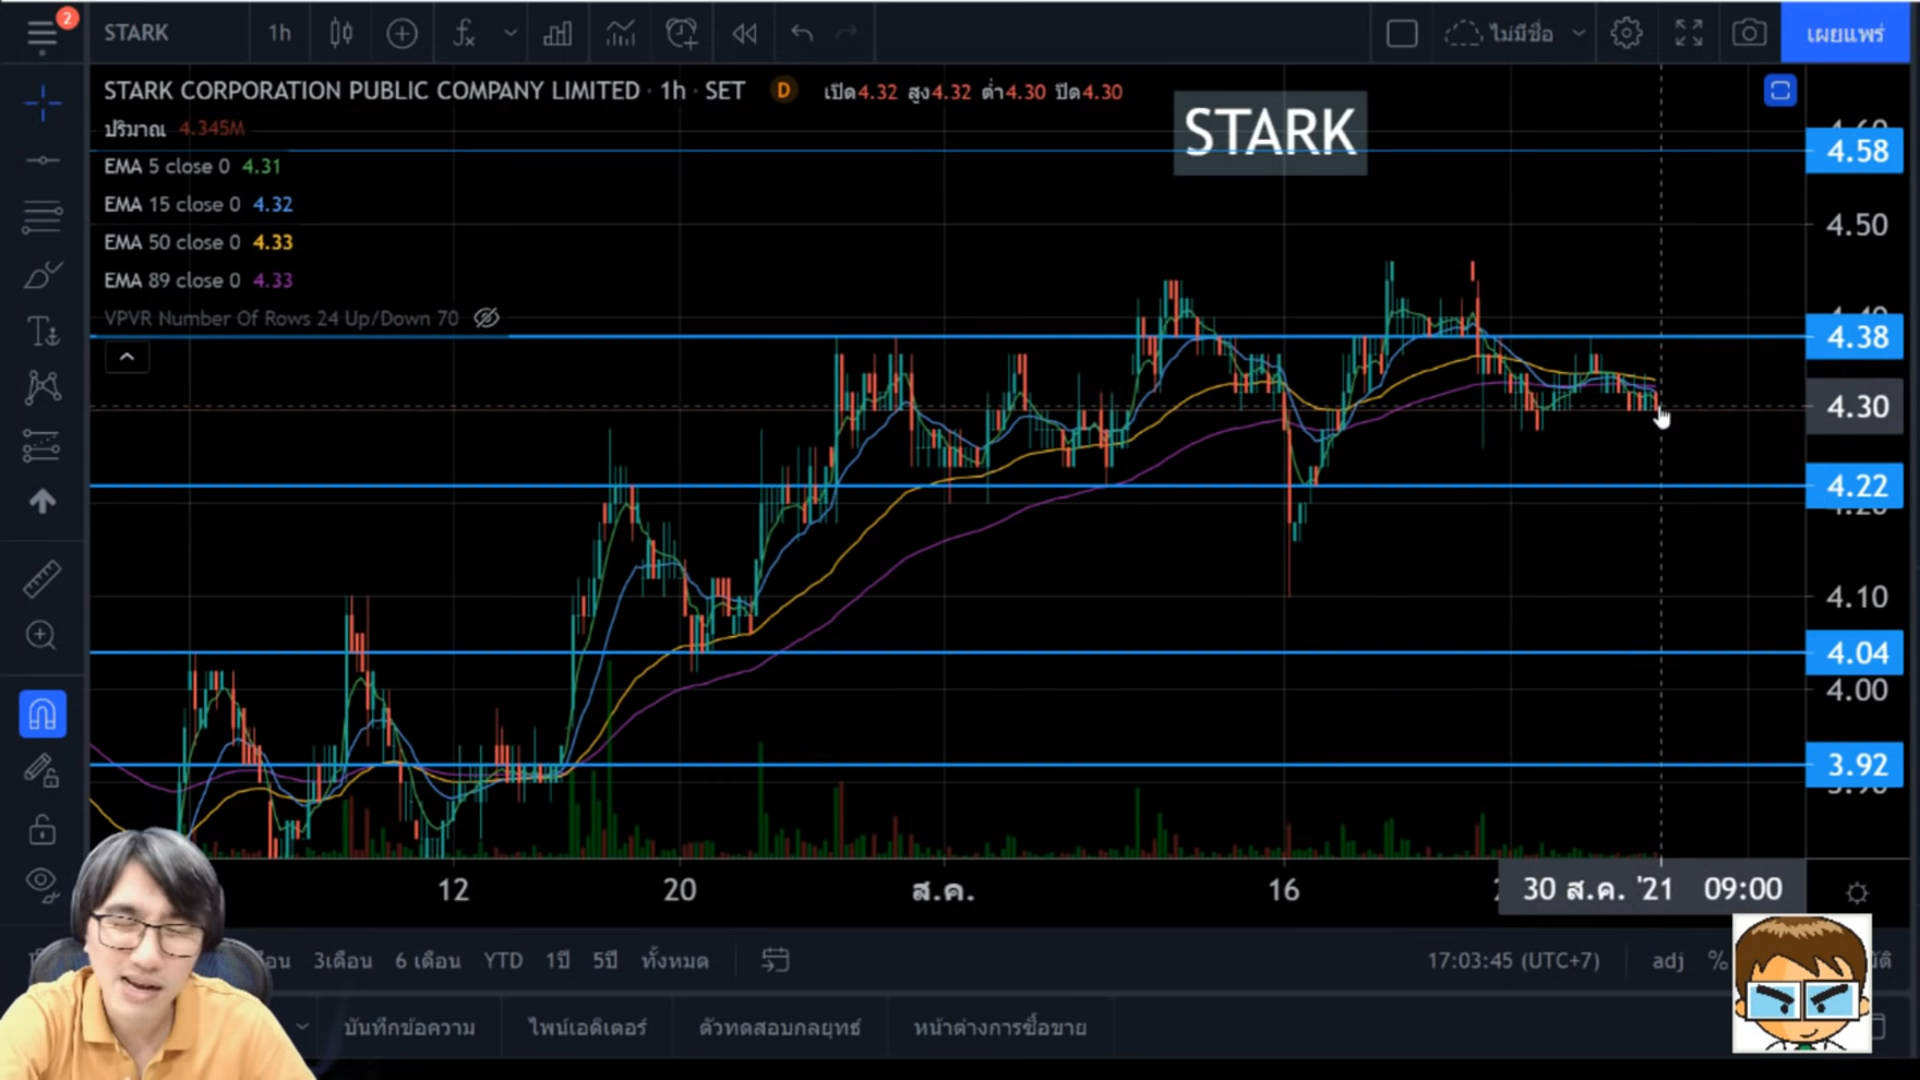 2
STARK
1h
ไม่มีชื่อ
เผยแพร่
STARK CORPORATION PUBLIC COMPANY LIMITED · 1h · SET
D
เปิด4.32 สูง4.32 ต่ำ4.30 ปิด4.30
STARK
ปริมาณ 4.345M
EMA 5 close 0 4.31
EMA 15 close 0 4.32
EMA 50 close 0 4.33
EMA 89 close 0 4.33
VPVR Number Of Rows 24 Up/Down 70
4.58
4.50
4.38
4.30
4.22
4.10
4.04
4.00
3.92
12
20
ส.ค.
16
30 ส.ค. '21 09:00
3เดือน
6 เดือน
YTD
1ปี
5ปี
ทั้งหมด
17:03:45 (UTC+7)
adj
%
บันทึกข้อความ
ไพน์เอดิเตอร์
ตัวทดสอบกลยุทธ์
หน้าต่างการซื้อขาย